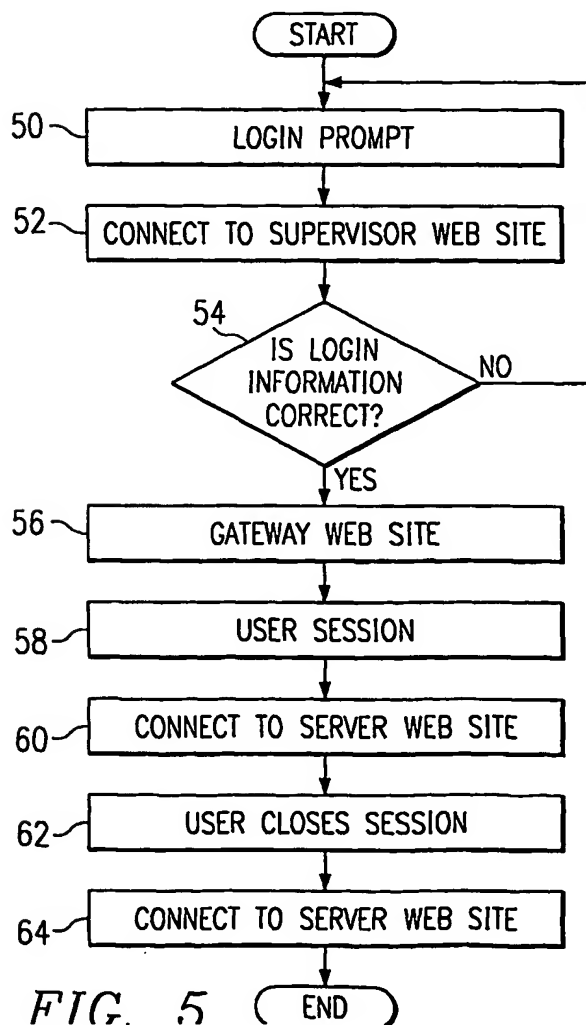 START
50
LOGIN PROMPT
52
CONNECT TO SUPERVISOR WEB SITE
54
IS LOGIN
INFORMATION
CORRECT?
NO
YES
56
GATEWAY WEB SITE
58
USER SESSION
60
CONNECT TO SERVER WEB SITE
62
USER CLOSES SESSION
64
CONNECT TO SERVER WEB SITE
FIG. 5
END